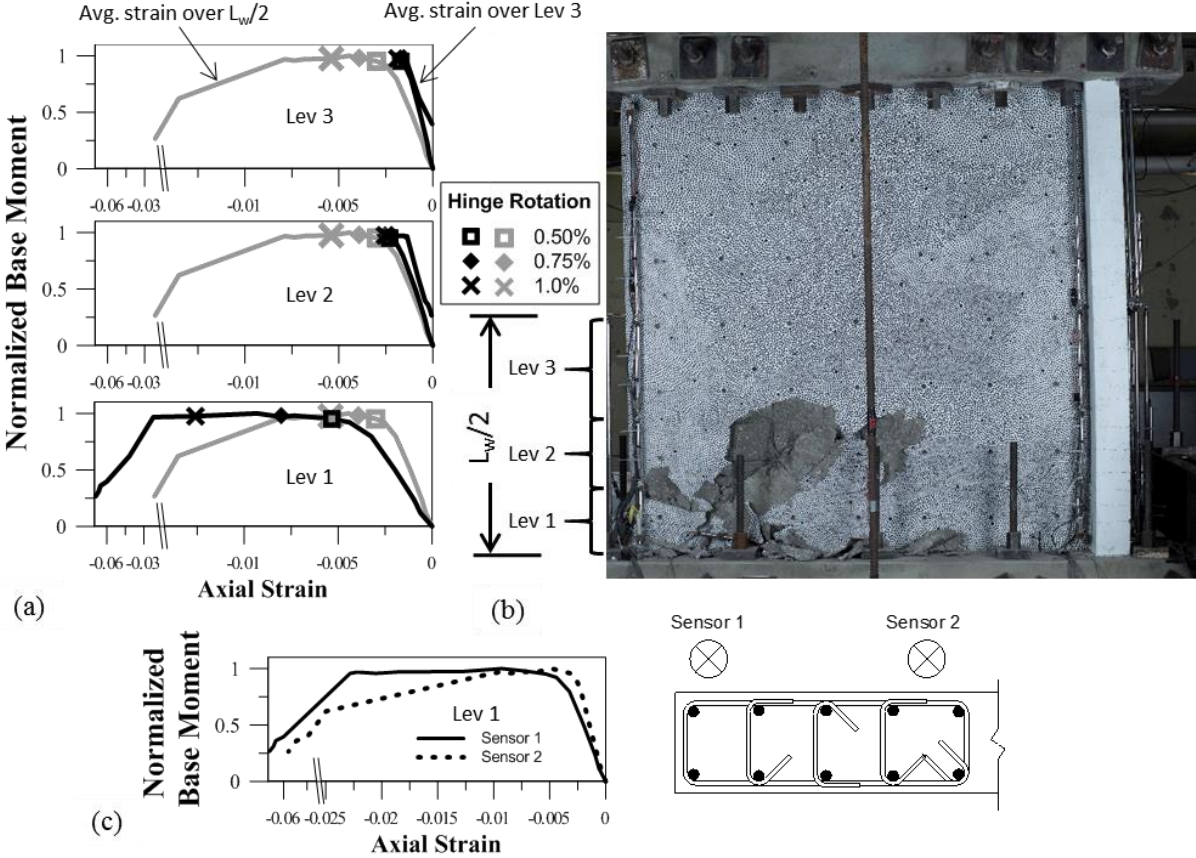 Avg. strain over Lw/2
Avg. strain over Lev 3
Normalized Base Moment
1
0.5
0
Lev 3
-0.06 -0.03 -0.01 -0.005 0
1
0.5
0
Lev 2
-0.06 -0.03 -0.01 -0.005 0
1
0.5
0
Lev 1
-0.06 -0.03 -0.01 -0.005 0
Axial Strain
(a)
Hinge Rotation
0.50%
0.75%
1.0%
Lw/2
Lev 3
Lev 2
Lev 1
(b)
Normalized
Base Moment
1
0.5
0
Lev 1
Sensor 1
Sensor 2
-0.06 -0.025 -0.02 -0.015 -0.01 -0.005 0
Axial Strain
(c)
Sensor 1
Sensor 2